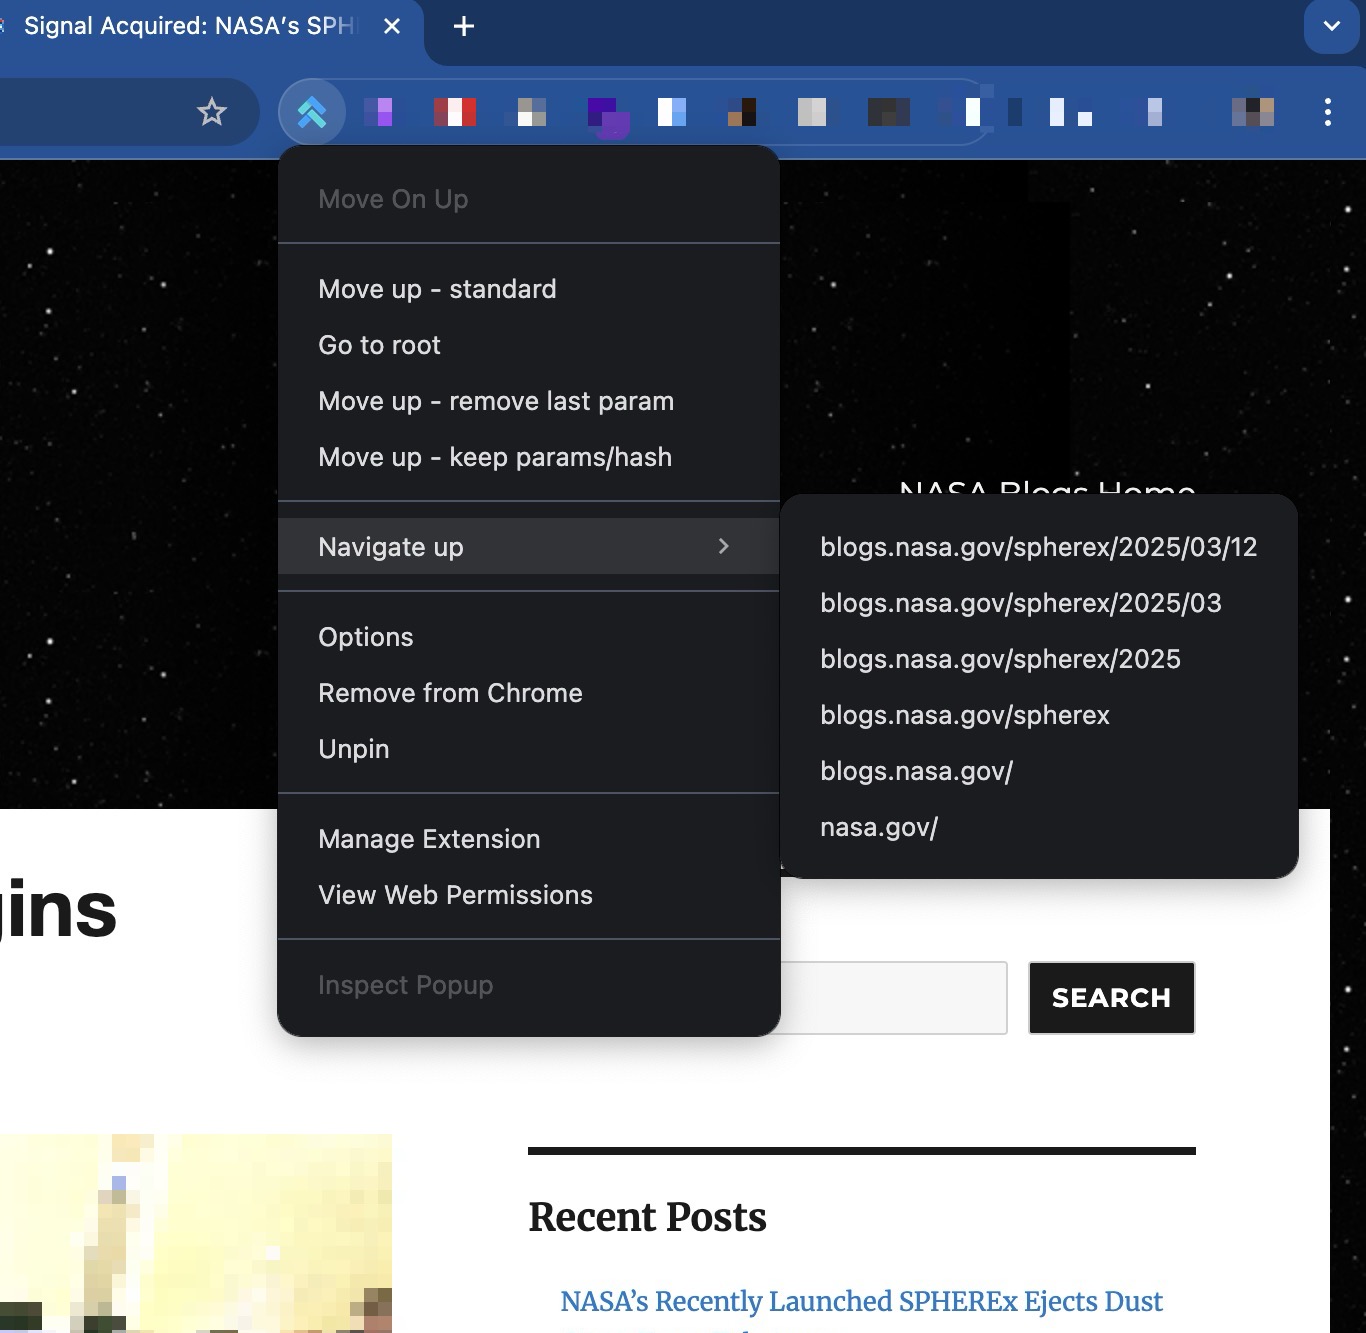 Signal Acquired: NASA's SPH
Move On Up
Move up - standard
Go to root
Move up - remove last param
Move up - keep params/hash
Navigate up
blogs.nasa.gov/spherex/2025/03/12
blogs.nasa.gov/spherex/2025/03
blogs.nasa.gov/spherex/2025
blogs.nasa.gov/spherex
blogs.nasa.gov/
nasa.gov/
Options
Remove from Chrome
Unpin
Manage Extension
View Web Permissions
Inspect Popup
NASA Blogs Home
gins
SEARCH
Recent Posts
NASA’s Recently Launched SPHEREx Ejects Dust